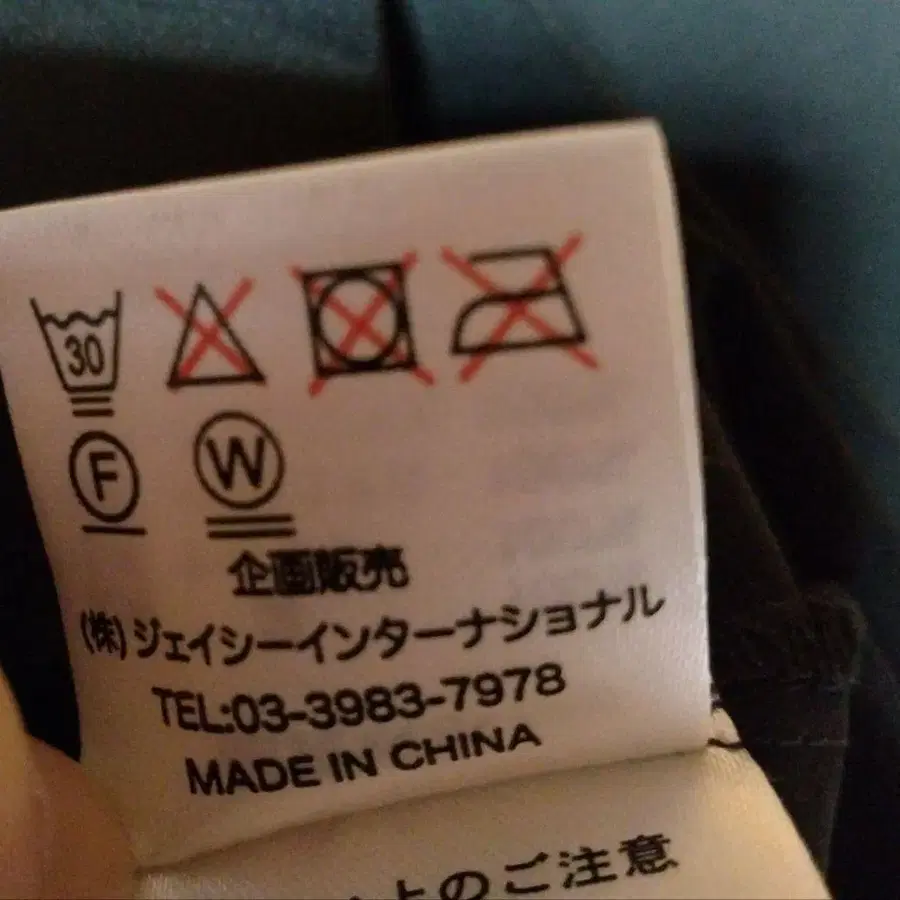 30
F W
企画販売
(株)ジェイシーインターナショナル
TEL:03-3983-7978
MADE IN CHINA
上のご注意